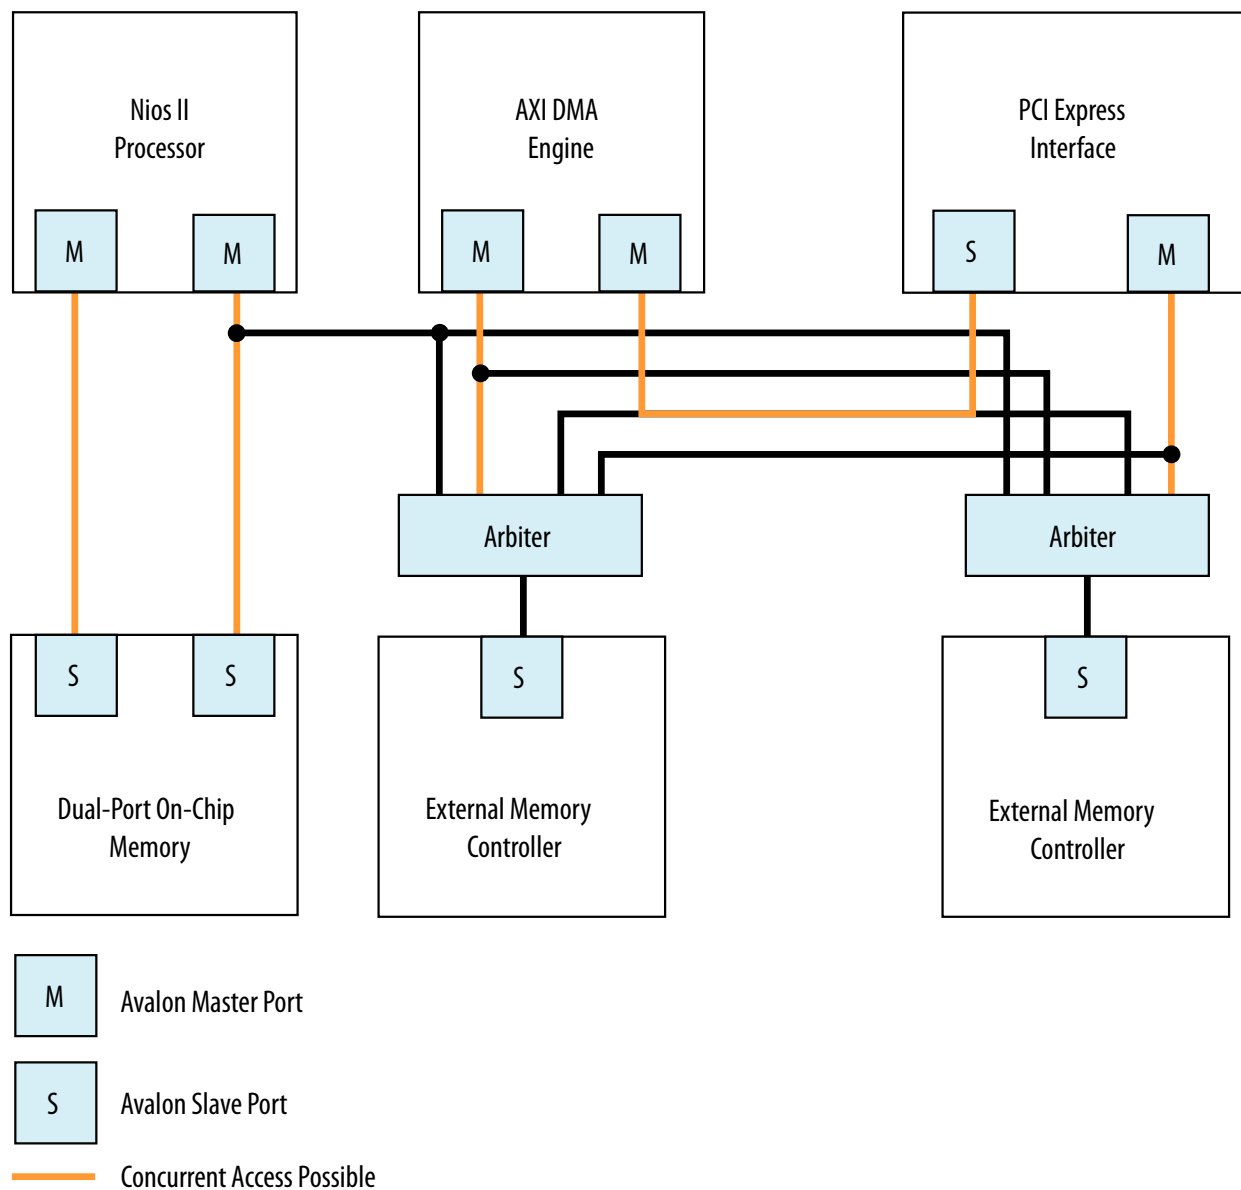 Nios II
Processor
M
M
AXI DMA
Engine
M
M
PCI Express
Interface
S
M
Arbiter
Arbiter
S
S
Dual-Port On-Chip
Memory
S
External Memory
Controller
S
External Memory
Controller
M
Avalon Master Port
S
Avalon Slave Port
Concurrent Access Possible